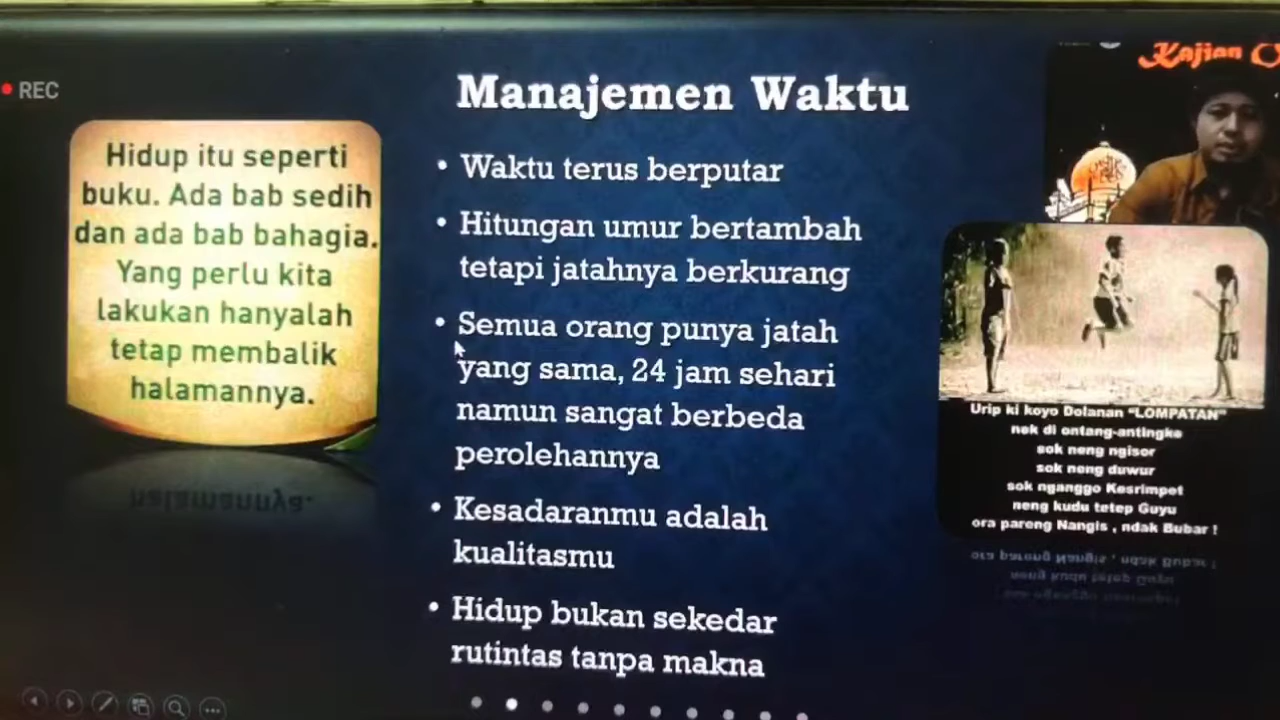 REC
Hidup itu seperti
buku. Ada bab sedih
dan ada bab bahagia.
Yang perlu kita
lakukan hanyalah
tetap membalik
halamannya.
Manajemen Waktu
• Waktu terus berputar
• Hitungan umur bertambah
tetapi jatahnya berkurang
• Semua orang punya jatah
yang sama, 24 jam sehari
namun sangat berbeda
perolehannya
• Kesadaranmu adalah
kualitasmu
• Hidup bukan sekedar
rutintas tanpa makna
Kajian
Urip ki koyo Dolanan "LOMPATAN"
nek di ontang-antingke
sok neng ngisor
sok neng duwur
sok nganggo Kesrimpet
neng kudu tetep Guyu
ora pareng Nangis , ndak Bubar !